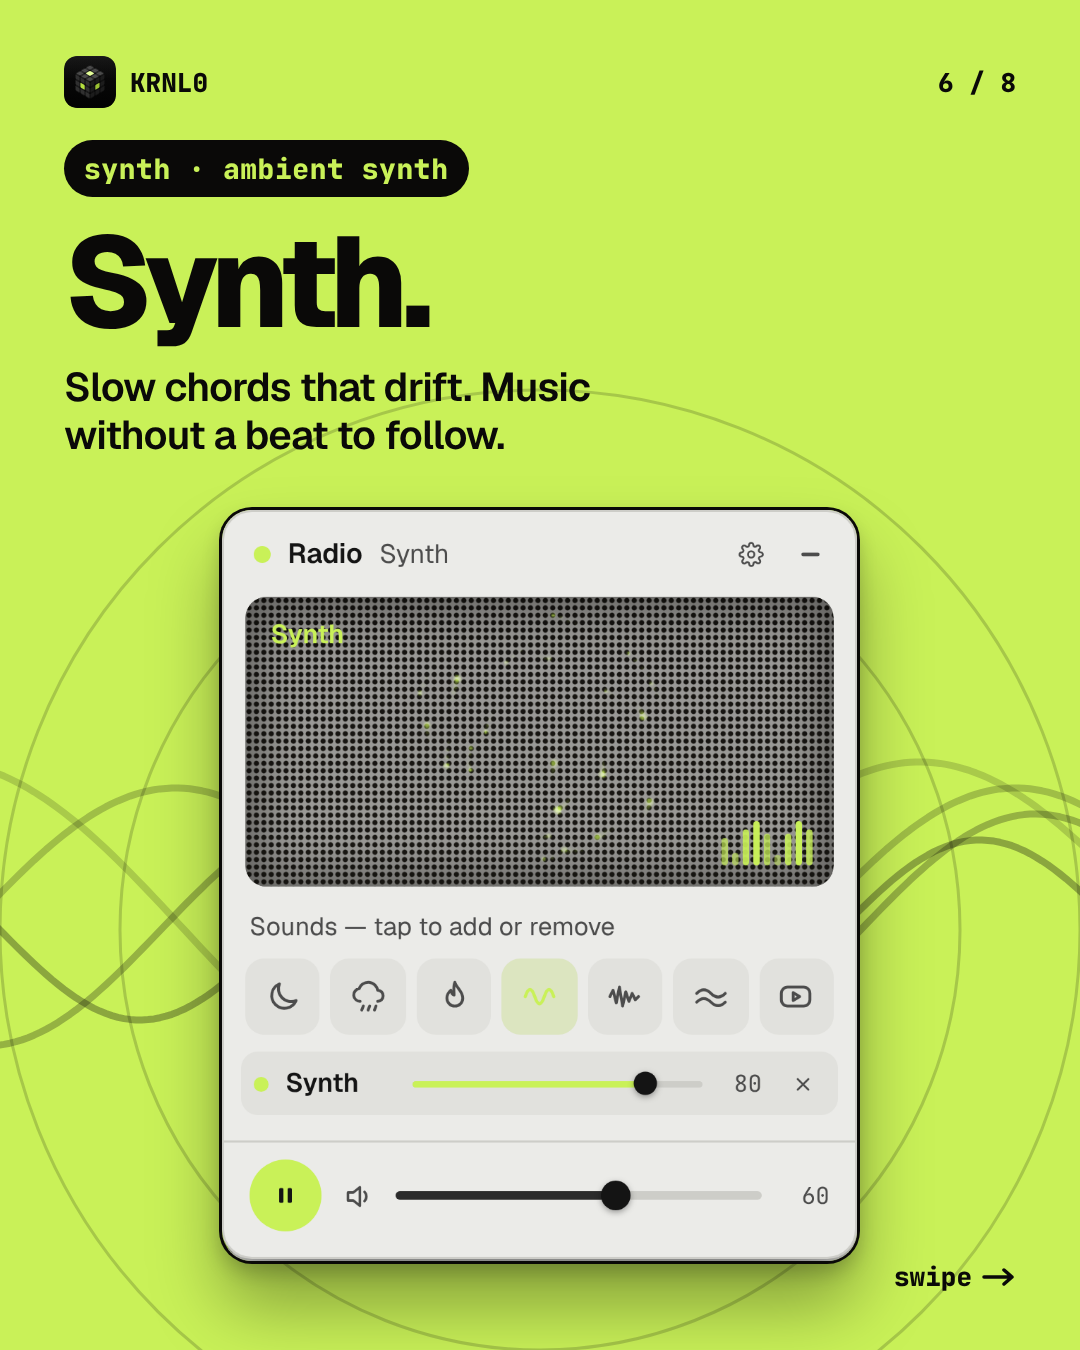 KRNL0
6 / 8
synth · ambient synth
Synth.
Slow chords that drift. Music
without a beat to follow.
Radio Synth
Synth
Sounds — tap to add or remove
Synth 80
60
swipe →